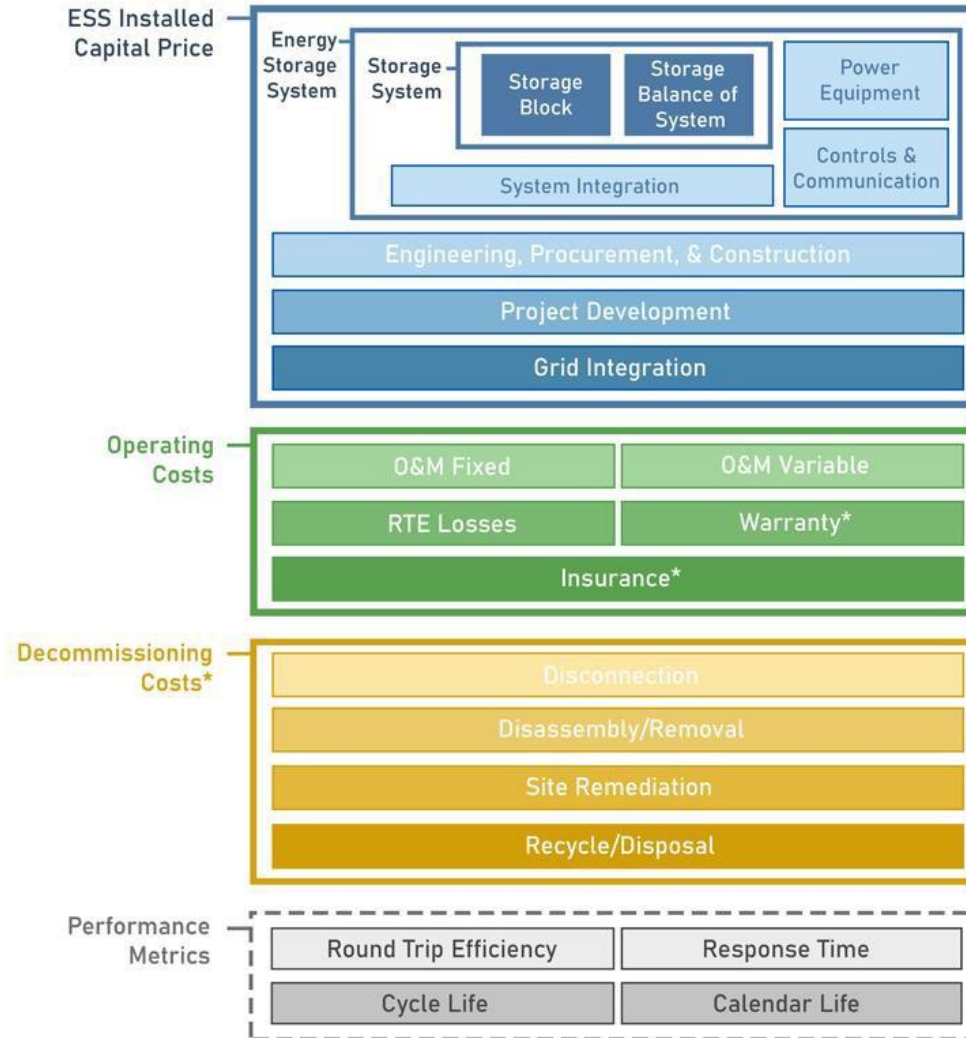 ESS Installed
Capital Price
Energy
Storage
System
Storage
System
Storage
Block
Storage
Balance of
System
Power
Equipment
Controls &
Communication
System Integration
Engineering, Procurement, & Construction
Project Development
Grid Integration
Operating
Costs
O&M Fixed
O&M Variable
RTE Losses
Warranty*
Insurance*
Decommissioning
Costs*
Disconnection
Disassembly/Removal
Site Remediation
Recycle/Disposal
Performance
Metrics
Round Trip Efficiency
Response Time
Cycle Life
Calendar Life